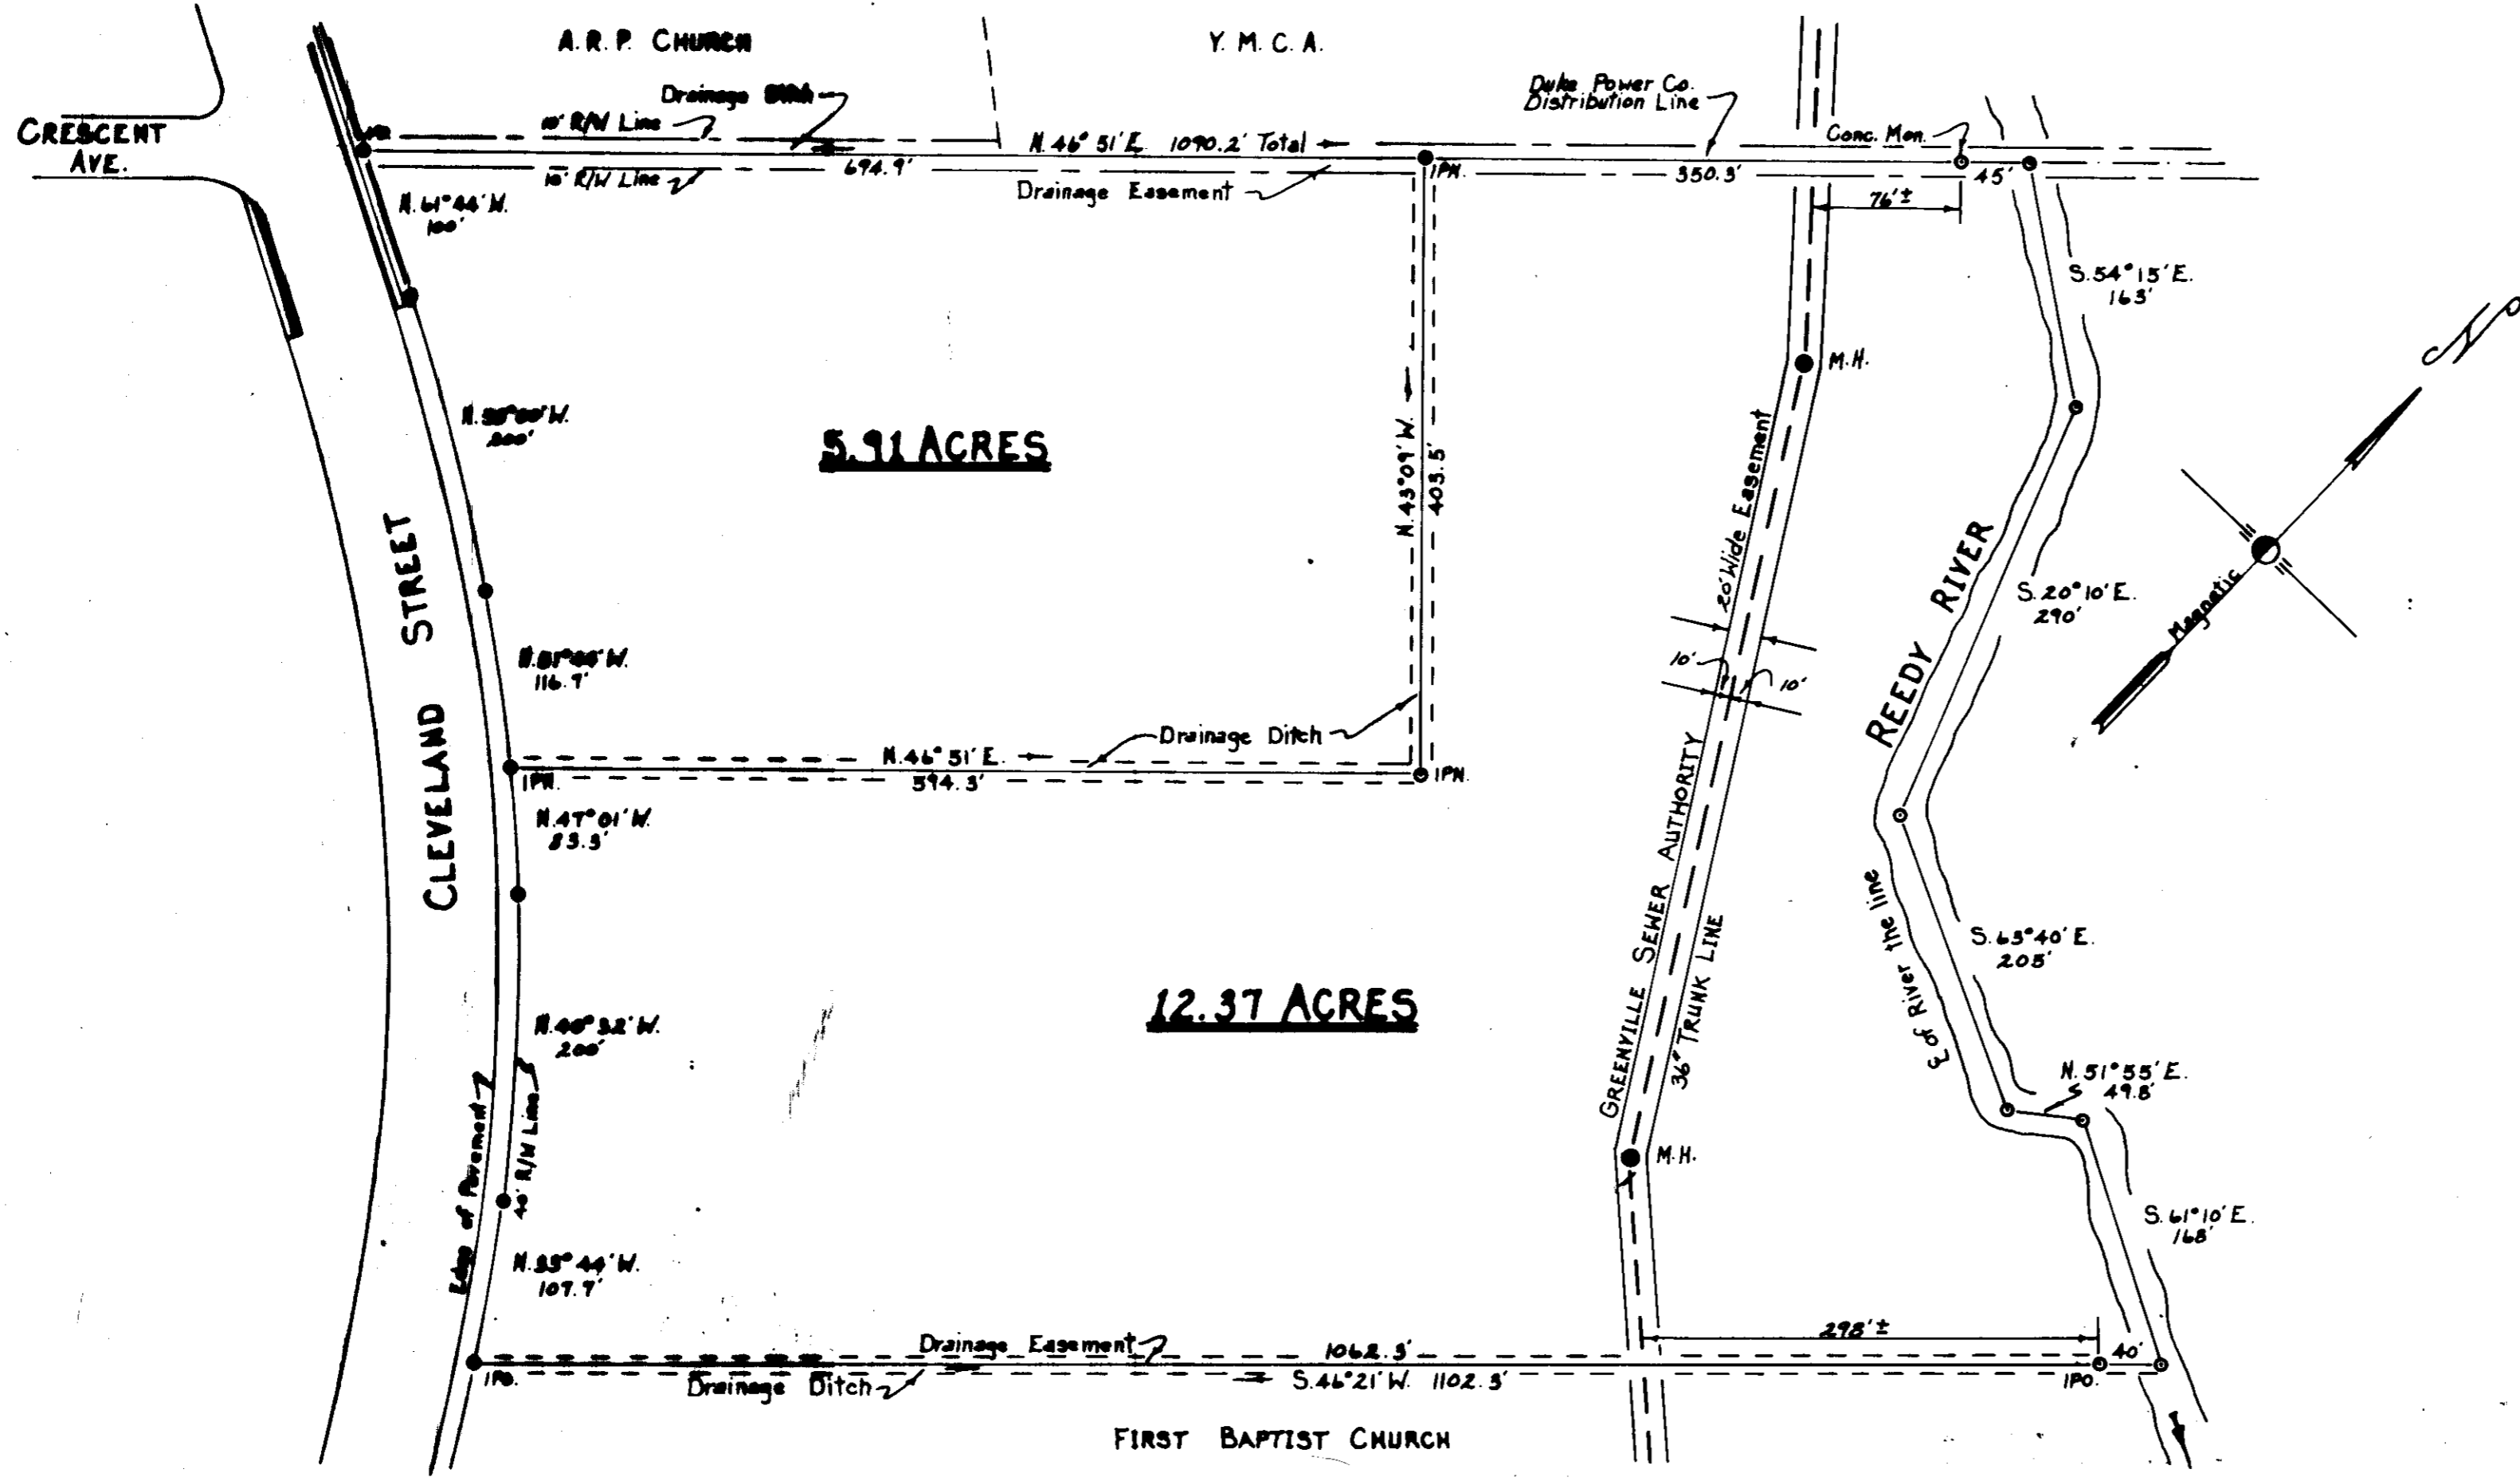 A.R.P. CHURCH
Y.M.C.A.
CRESCENT
AVE.
Drainage
10' R/W Line
Duke Power Co.
Distribution Line
Conc. Mon.
N.46°51'E. 1090.2' Total
694.9'
10' R/W Line
Drainage Easement
IPN.
350.3'
45'
76'±
N.61°44'W.
100'
S.54°15'E.
163'
M.H.
200'
5.91 ACRES
N.43°09'W.
403.5'
20' Wide Easement
REEDY RIVER
S.20°10'E.
290'
Magnetic
CLEVELAND STREET
116.7'
10'
10'
Drainage Ditch
N.46°51'E.
594.3'
IPN.
IPN.
N.47°01'W.
83.3'
GREENVILLE SEWER AUTHORITY
36" TRUNK LINE
℄ of River the line
S.63°40'E.
205'
12.37 ACRES
N.40°32'W.
200'
N.51°55'E.
49.8'
Edge of Pavement
40' R/W Line
M.H.
S.61°10'E.
168'
N.33°44'W.
107.7'
298'±
Drainage Easement
1062.3'
40'
IPO.
Drainage Ditch
S.46°21'W. 1102.3'
IPO.
FIRST BAPTIST CHURCH